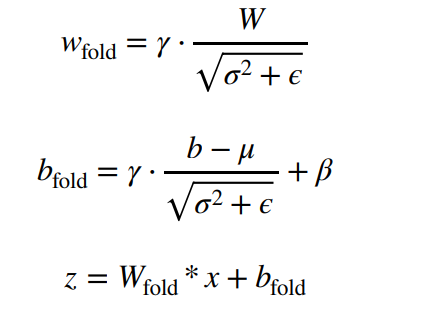 w_fold = γ · W / √(σ² + ϵ)
b_fold = γ · (b − μ) / √(σ² + ϵ) + β
z = W_fold * x + b_fold